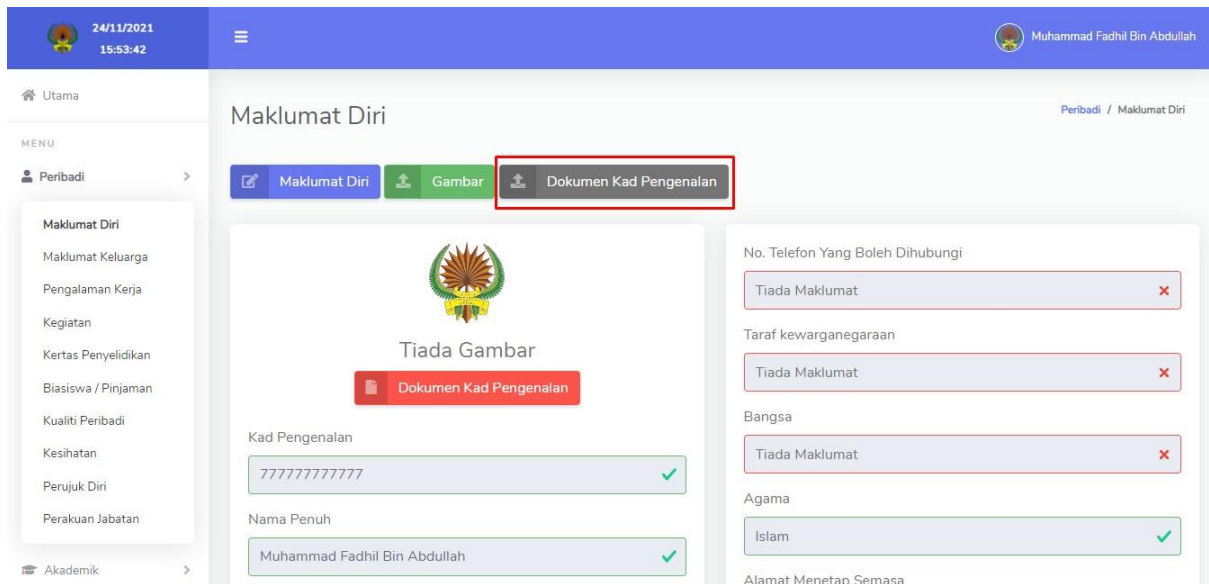 24/11/2021
15:53:42
Muhammad Fadhil Bin Abdullah
Utama
MENU
Peribadi
Maklumat Diri
Maklumat Keluarga
Pengalaman Kerja
Kegiatan
Kertas Penyelidikan
Biasiswa / Pinjaman
Kualiti Peribadi
Kesihatan
Perujuk Diri
Perakuan Jabatan
Akademik
Maklumat Diri
Peribadi / Maklumat Diri
Maklumat Diri
Gambar
Dokumen Kad Pengenalan
Tiada Gambar
Dokumen Kad Pengenalan
Kad Pengenalan
777777777777
Nama Penuh
Muhammad Fadhil Bin Abdullah
No. Telefon Yang Boleh Dihubungi
Tiada Maklumat
Taraf kewarganegaraan
Tiada Maklumat
Bangsa
Tiada Maklumat
Agama
Islam
Alamat Menetap Semasa